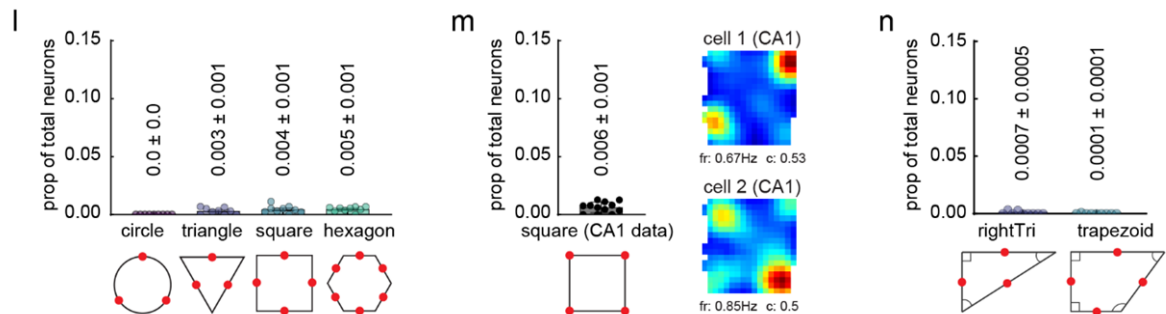 l
prop of total neurons
0.15
0.10
0.05
0.00
0.0 ± 0.0
0.003 ± 0.001
0.004 ± 0.001
0.005 ± 0.001
circle
triangle
square
hexagon
m
prop of total neurons
0.15
0.10
0.05
0.00
0.006 ± 0.001
square (CA1 data)
cell 1 (CA1)
fr: 0.67Hz c: 0.53
cell 2 (CA1)
fr: 0.85Hz c: 0.5
n
prop of total neurons
0.15
0.10
0.05
0.00
0.0007 ± 0.0005
0.0001 ± 0.0001
rightTri
trapezoid